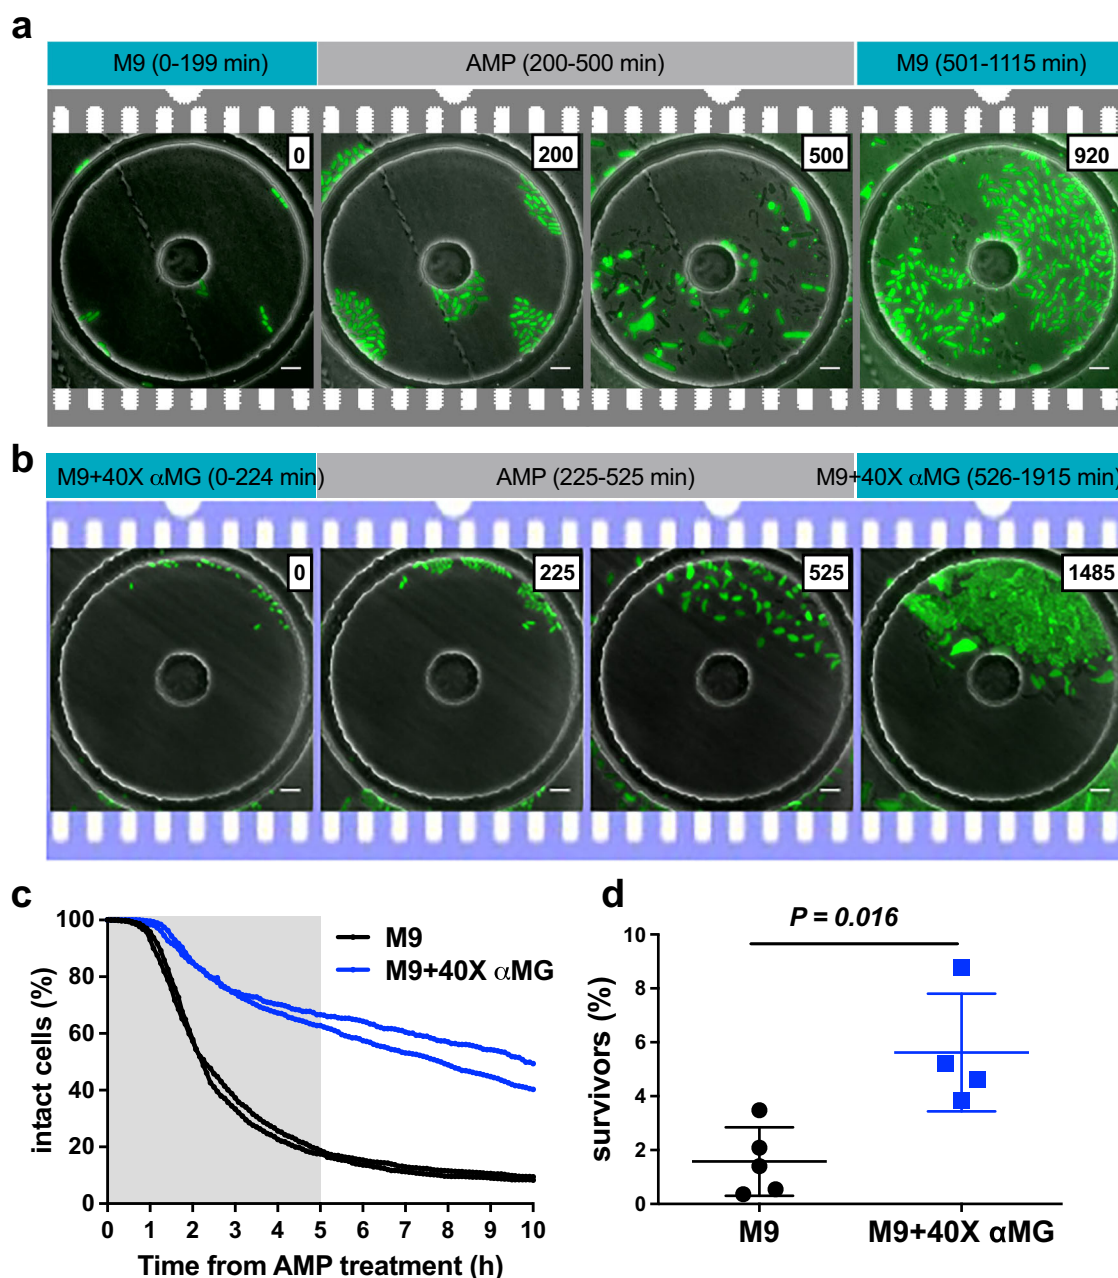 a
M9 (0-199 min) AMP (200-500 min) M9 (501-1115 min)
0 200 500 920
b
M9+40X αMG (0-224 min) AMP (225-525 min) M9+40X αMG (526-1915 min)
0 225 525 1485
c
100
80
60
40
20
0
intact cells (%)
M9
M9+40X αMG
0 1 2 3 4 5 6 7 8 9 10
Time from AMP treatment (h)
d
P = 0.016
10
8
6
4
2
0
survivors (%)
M9 M9+40X αMG